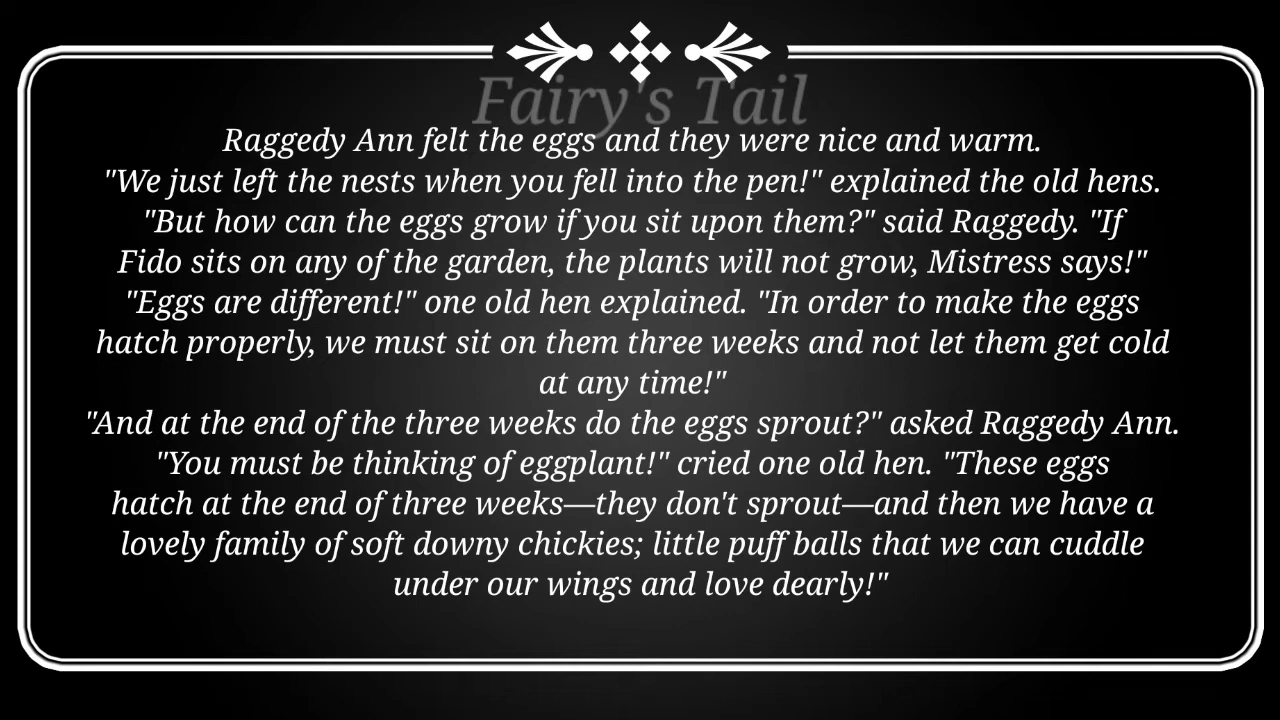 Fairy's Tail
Raggedy Ann felt the eggs and they were nice and warm.
"We just left the nests when you fell into the pen!" explained the old hens.
"But how can the eggs grow if you sit upon them?" said Raggedy. "If
Fido sits on any of the garden, the plants will not grow, Mistress says!"
"Eggs are different!" one old hen explained. "In order to make the eggs
hatch properly, we must sit on them three weeks and not let them get cold
at any time!"
"And at the end of the three weeks do the eggs sprout?" asked Raggedy Ann.
"You must be thinking of eggplant!" cried one old hen. "These eggs
hatch at the end of three weeks—they don't sprout—and then we have a
lovely family of soft downy chickies; little puff balls that we can cuddle
under our wings and love dearly!"